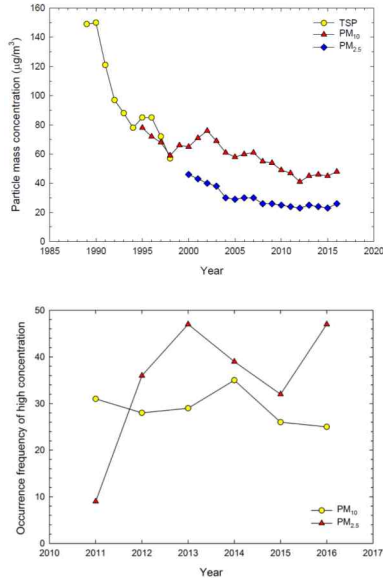 160
140
120
100
80
60
40
20
0
Particle mass concentration (μg/m³)
TSP
PM₁₀
PM₂.₅
1985 1990 1995 2000 2005 2010 2015 2020
Year
50
40
30
20
10
0
Occurrence frequency of high concentration
PM₁₀
PM₂.₅
2010 2011 2012 2013 2014 2015 2016 2017
Year